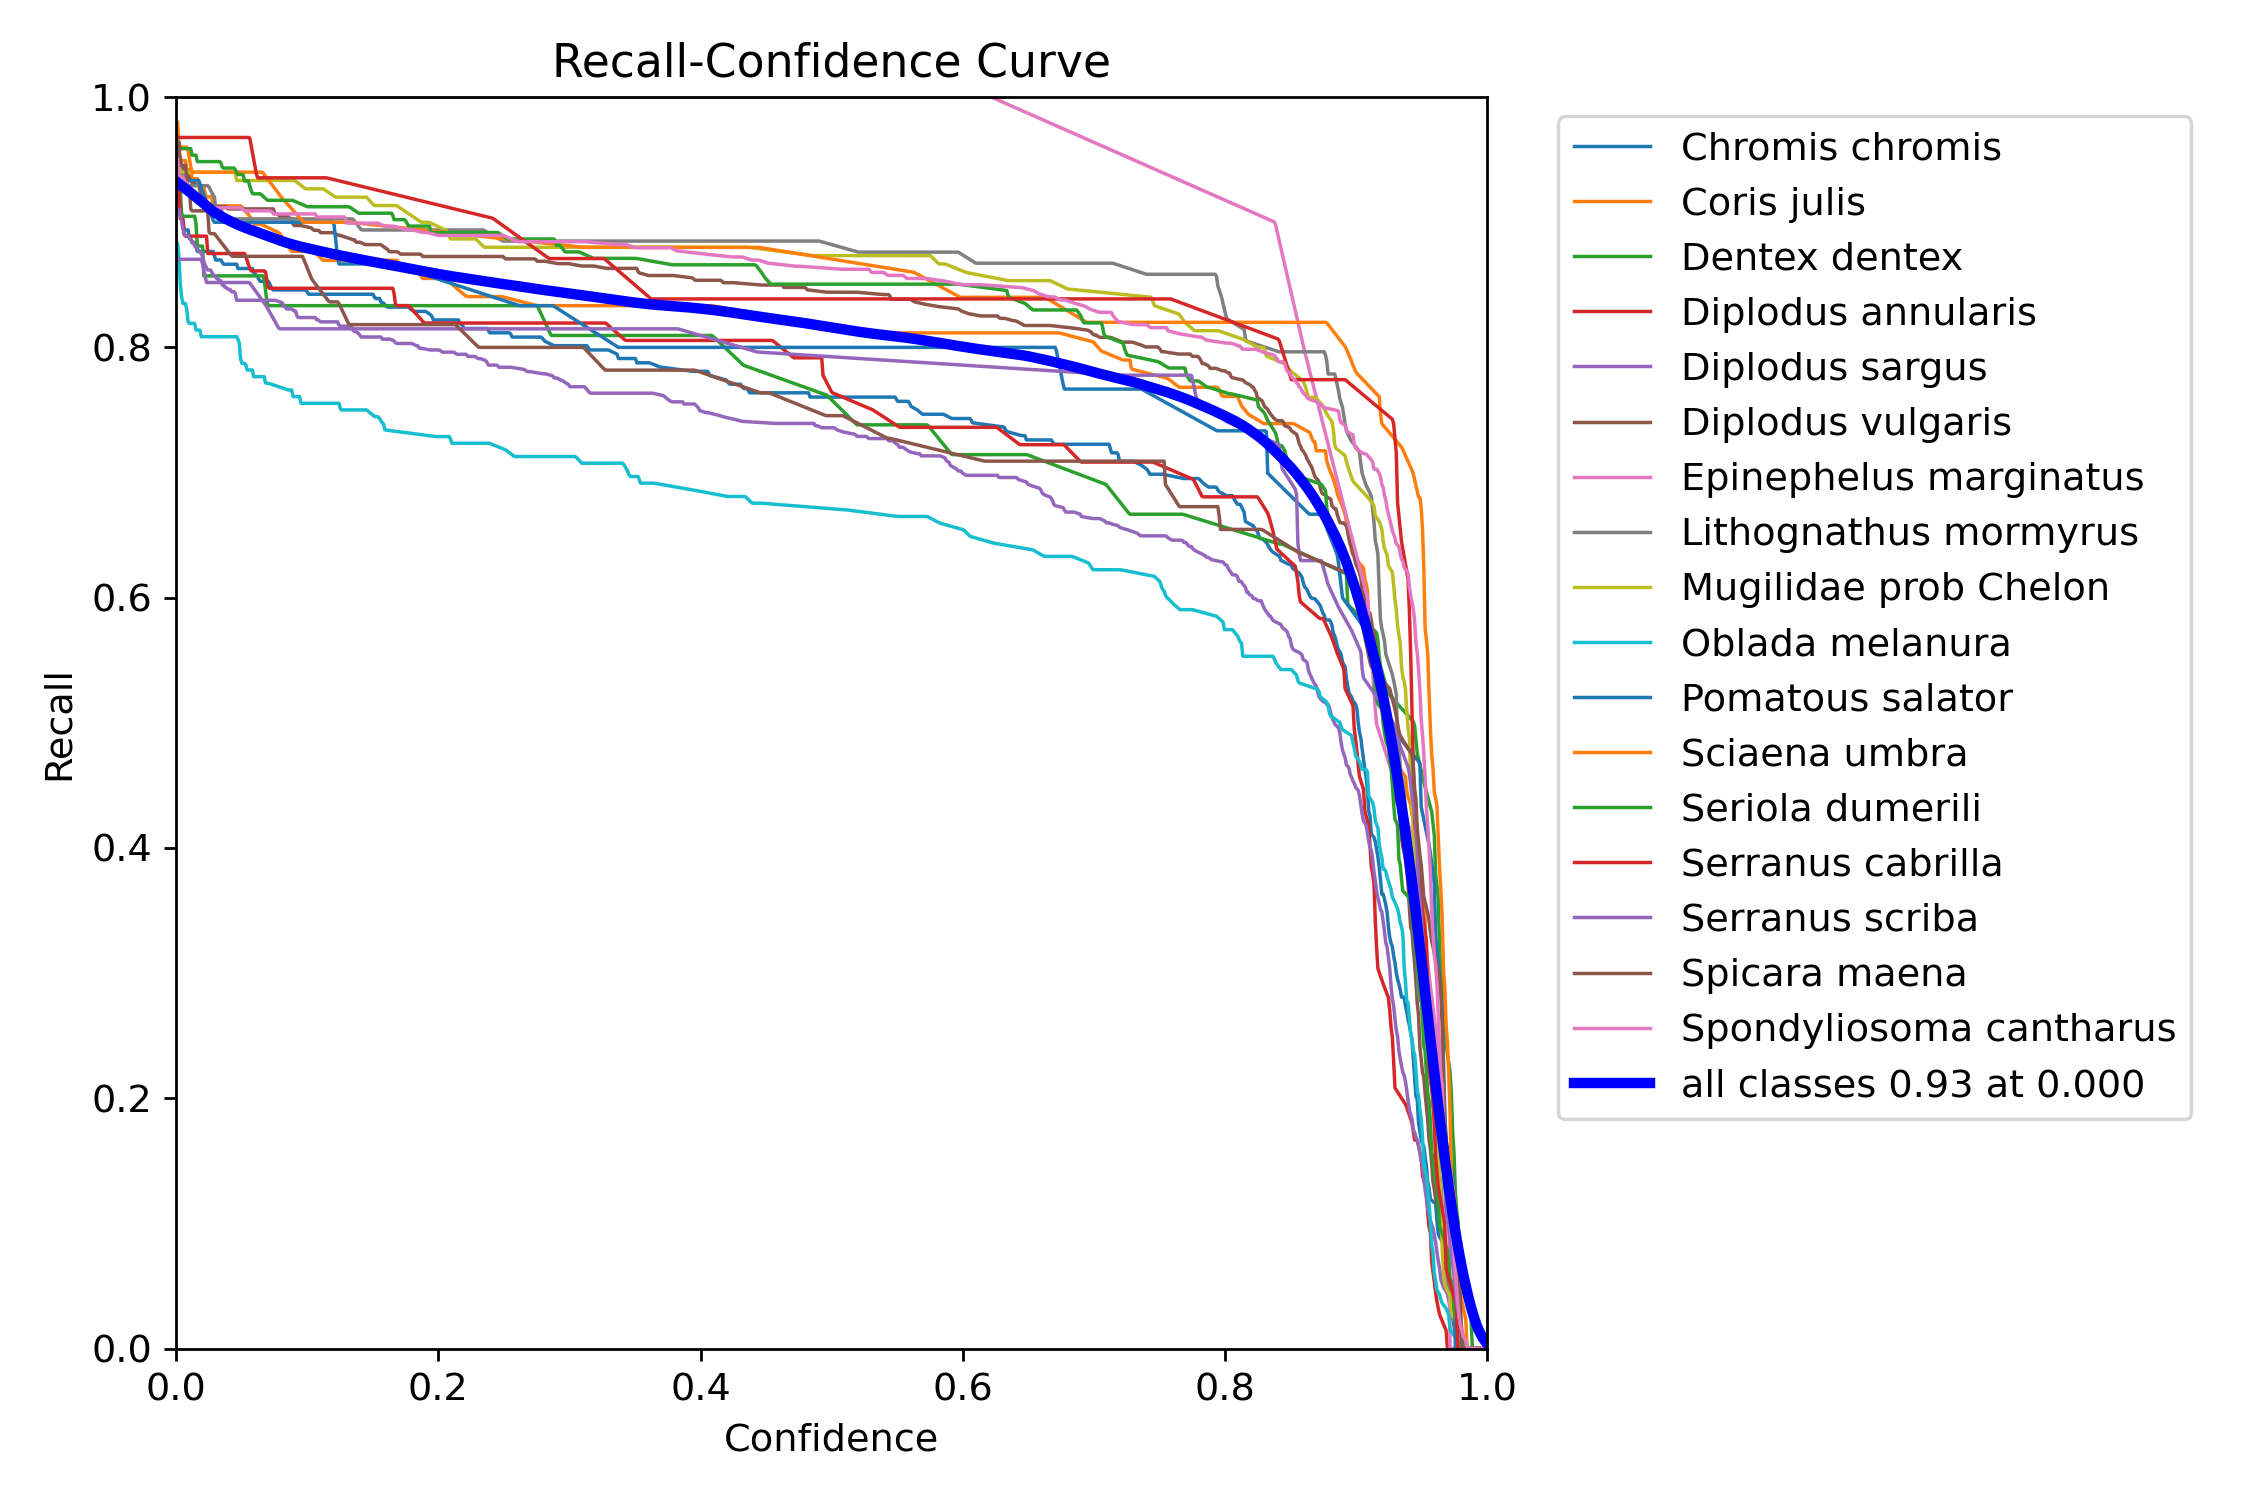 Recall-Confidence Curve
1.0
0.8
0.6
0.4
0.2
0.0
Recall
0.0 0.2 0.4 0.6 0.8 1.0
Confidence
Chromis chromis
Coris julis
Dentex dentex
Diplodus annularis
Diplodus sargus
Diplodus vulgaris
Epinephelus marginatus
Lithognathus mormyrus
Mugilidae prob Chelon
Oblada melanura
Pomatous salator
Sciaena umbra
Seriola dumerili
Serranus cabrilla
Serranus scriba
Spicara maena
Spondyliosoma cantharus
all classes 0.93 at 0.000